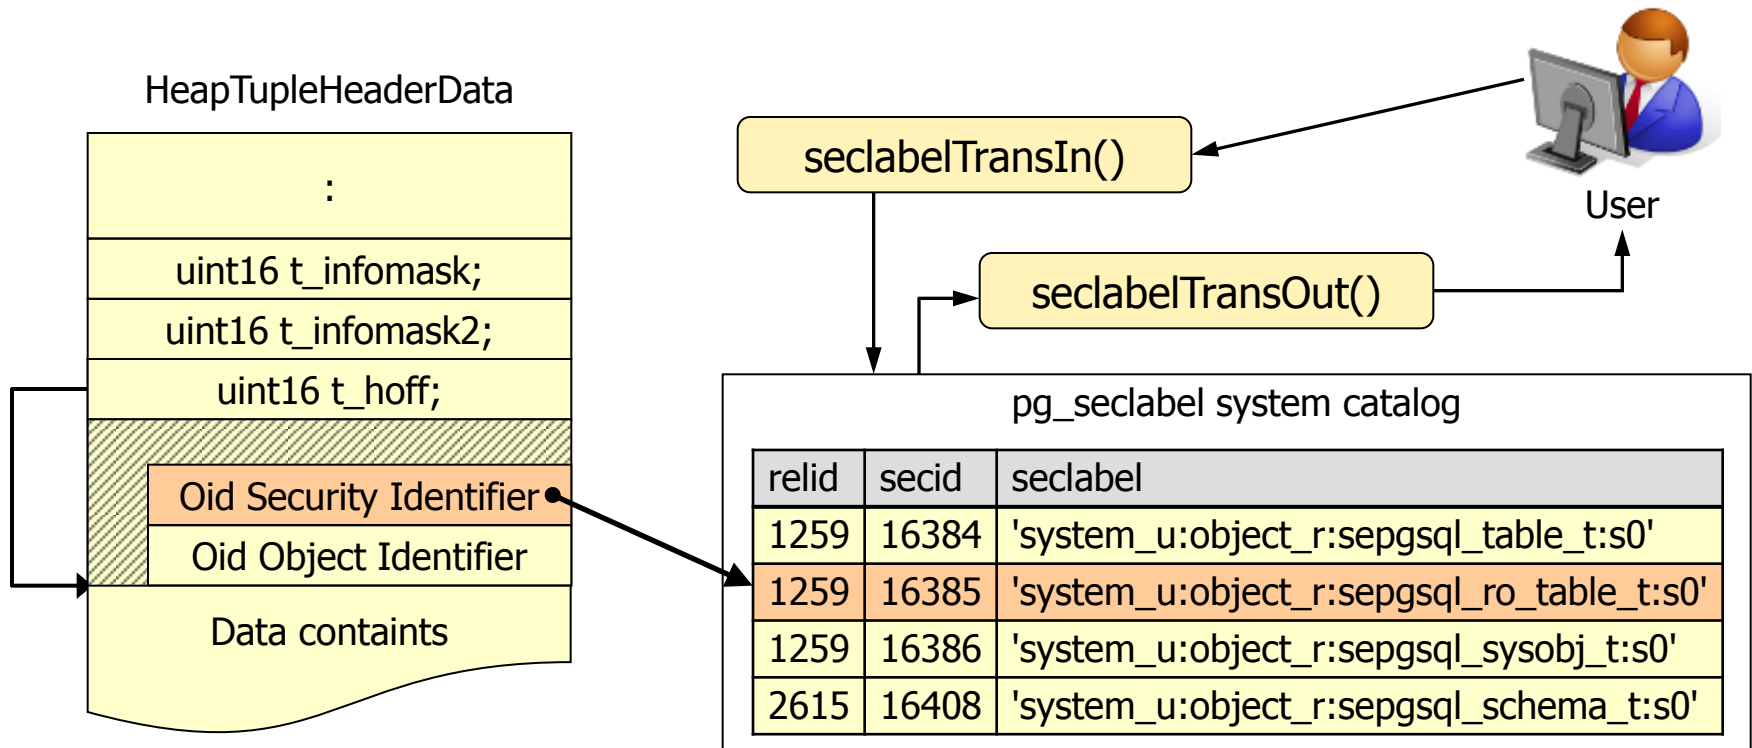 HeapTupleHeaderData
:
uint16 t_infomask;
uint16 t_infomask2;
uint16 t_hoff;
Oid Security Identifier
Oid Object Identifier
Data containts
seclabelTransIn()
User
seclabelTransOut()
pg_seclabel system catalog
relid secid seclabel
1259 16384 'system_u:object_r:sepgsql_table_t:s0'
1259 16385 'system_u:object_r:sepgsql_ro_table_t:s0'
1259 16386 'system_u:object_r:sepgsql_sysobj_t:s0'
2615 16408 'system_u:object_r:sepgsql_schema_t:s0'